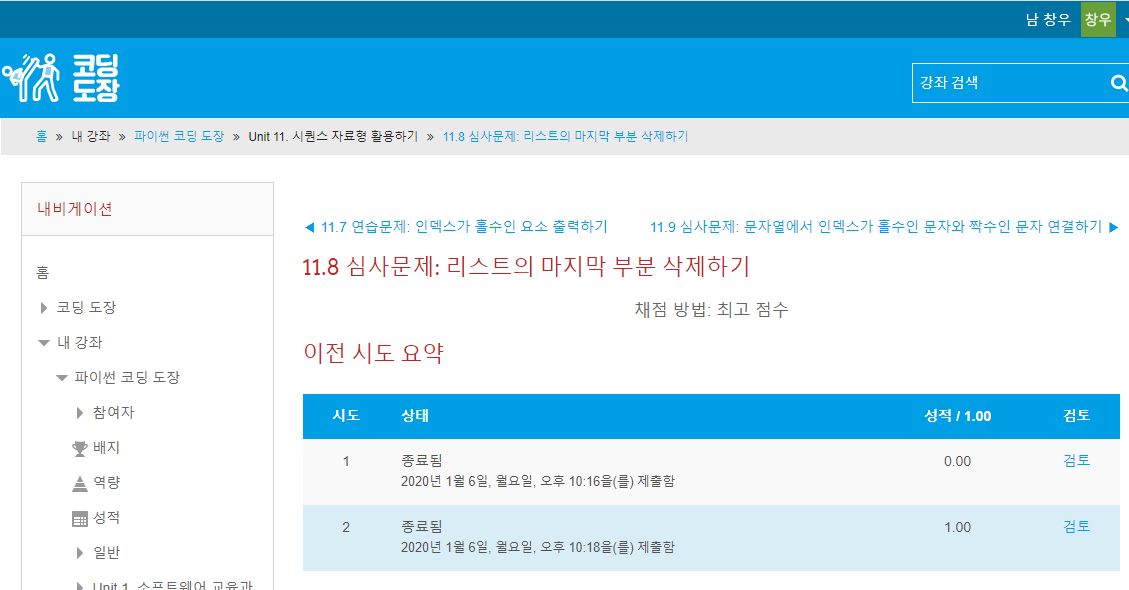 남 창우 창우
코딩
도장
강좌 검색
홈 » 내 강좌 » 파이썬 코딩 도장 » Unit 11. 시퀀스 자료형 활용하기 » 11.8 심사문제: 리스트의 마지막 부분 삭제하기
내비게이션
홈
코딩 도장
내 강좌
파이썬 코딩 도장
참여자
배지
역량
성적
일반
Unit 1. 소프트웨어 교육과
◀ 11.7 연습문제: 인덱스가 홀수인 요소 출력하기
11.9 심사문제: 문자열에서 인덱스가 홀수인 문자와 짝수인 문자 연결하기 ▶
11.8 심사문제: 리스트의 마지막 부분 삭제하기
채점 방법: 최고 점수
이전 시도 요약
시도 상태 성적 / 1.00 검토
1 종료됨 0.00 검토
2020년 1월 6일, 월요일, 오후 10:16을(를) 제출함
2 종료됨 1.00 검토
2020년 1월 6일, 월요일, 오후 10:18을(를) 제출함